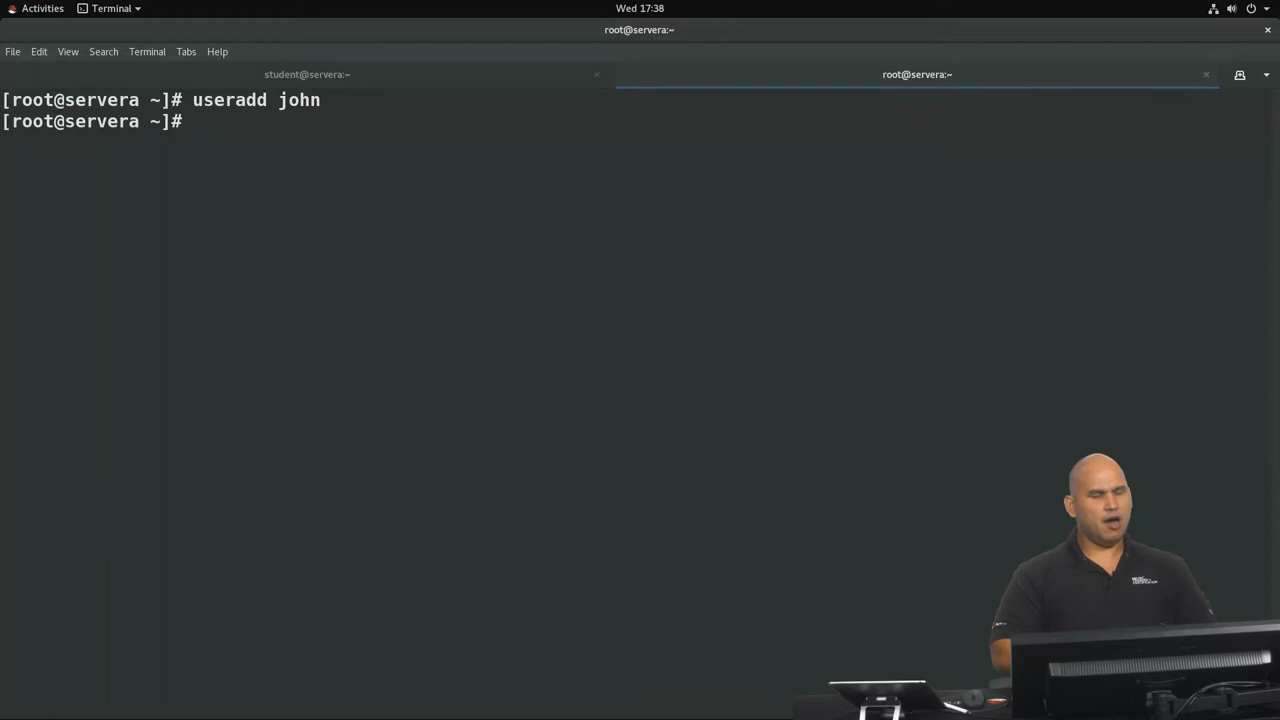 Activities Terminal Wed 17:38
root@servera:~
File Edit View Search Terminal Tabs Help
student@servera:~ root@servera:~
[root@servera ~]# useradd john
[root@servera ~]#